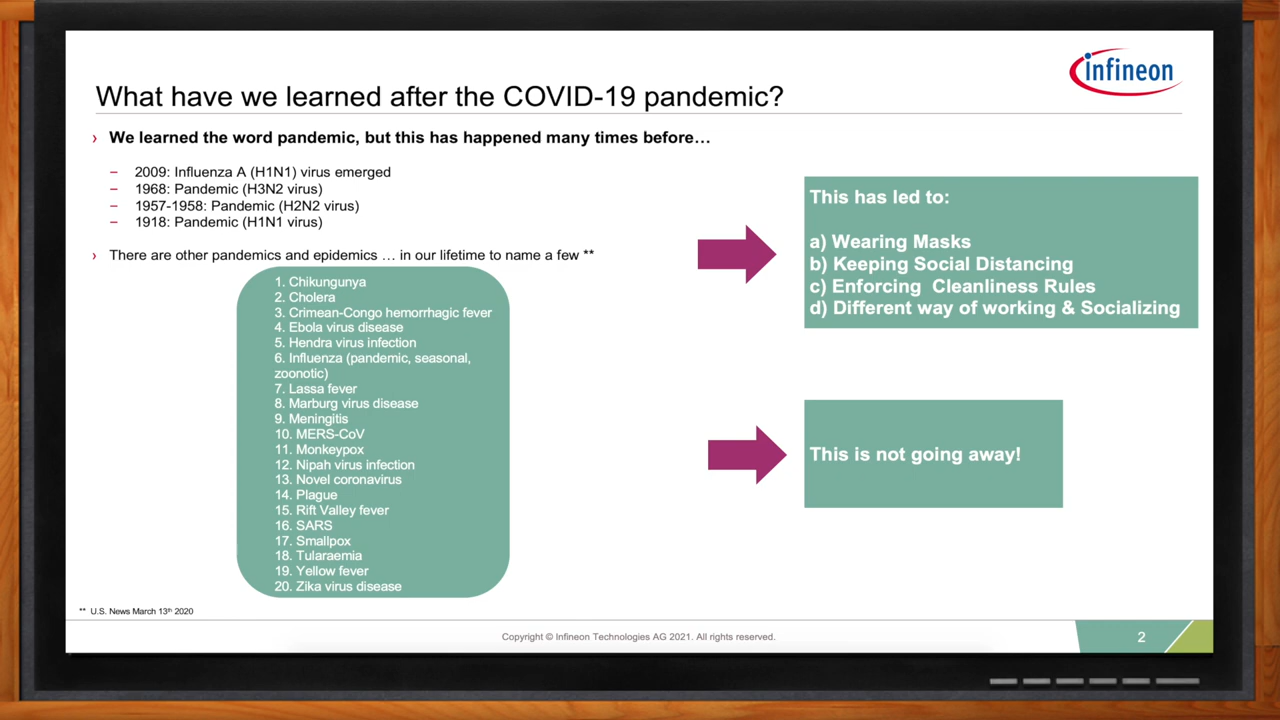 infineon
What have we learned after the COVID-19 pandemic?
› We learned the word pandemic, but this has happened many times before…
– 2009: Influenza A (H1N1) virus emerged
– 1968: Pandemic (H3N2 virus)
– 1957-1958: Pandemic (H2N2 virus)
– 1918: Pandemic (H1N1 virus)
› There are other pandemics and epidemics … in our lifetime to name a few **
1. Chikungunya
2. Cholera
3. Crimean-Congo hemorrhagic fever
4. Ebola virus disease
5. Hendra virus infection
6. Influenza (pandemic, seasonal,
zoonotic)
7. Lassa fever
8. Marburg virus disease
9. Meningitis
10. MERS-CoV
11. Monkeypox
12. Nipah virus infection
13. Novel coronavirus
14. Plague
15. Rift Valley fever
16. SARS
17. Smallpox
18. Tularaemia
19. Yellow fever
20. Zika virus disease
This has led to:
a) Wearing Masks
b) Keeping Social Distancing
c) Enforcing  Cleanliness Rules
d) Different way of working & Socializing
This is not going away!
** U.S. News March 13th 2020
Copyright © Infineon Technologies AG 2021. All rights reserved.
2